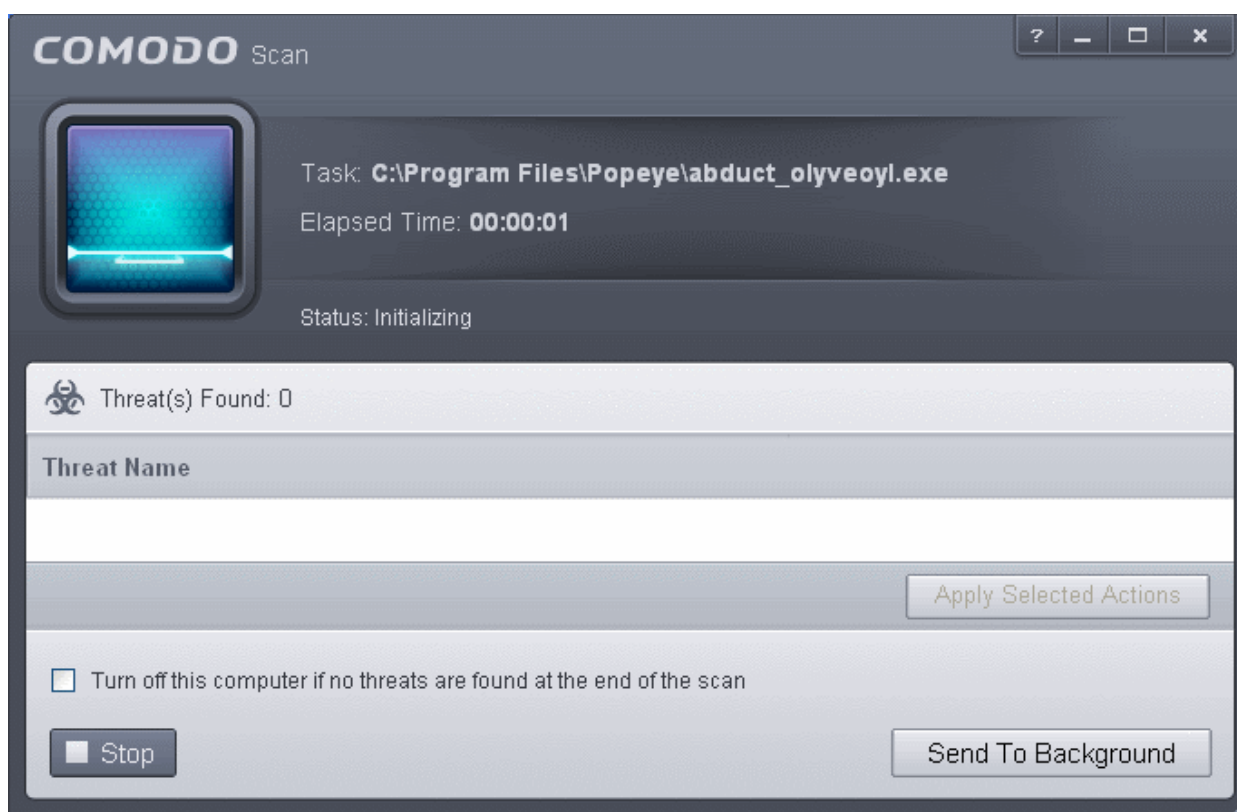 COMODO Scan
?
Task: C:\Program Files\Popeye\abduct_olyveoyl.exe
Elapsed Time: 00:00:01
Status: Initializing
Threat(s) Found: 0
Threat Name
Apply Selected Actions
Turn off this computer if no threats are found at the end of the scan
Stop
Send To Background